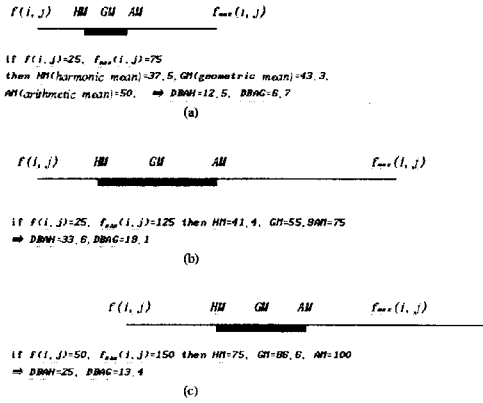 f(i,j) HM GM AM fmax(i,j)
if f(i,j)=25, fmax(i,j)=75
then HM(harmonic mean)=37.5,GM(geometric mean)=43.3,
AM(arithmetic mean)=50, ⇒ DBAH=12.5, DBAG=6.7
(a)
f(i,j) HM GM AM fmax(i,j)
if f(i,j)=25, fmax(i,j)=125 then HM=41.4, GM=55.9AM=75
⇒ DBAH=33.6,DBAG=19.1
(b)
f(i,j) HM GM AM fmax(i,j)
if f(i,j)=50, fmax(i,j)=150 then HM=75, GM=86.6, AM=100
⇒ DBAH=25, DBAG=13.4
(c)